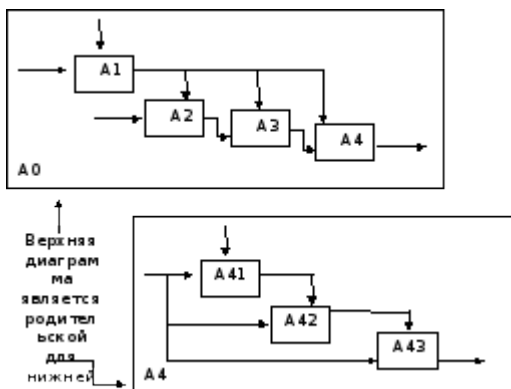 A1
A2
A3
A4
A0
Верхняя
диаграм
ма
является
родител
ьской
для
нижней
A41
A42
A43
A4